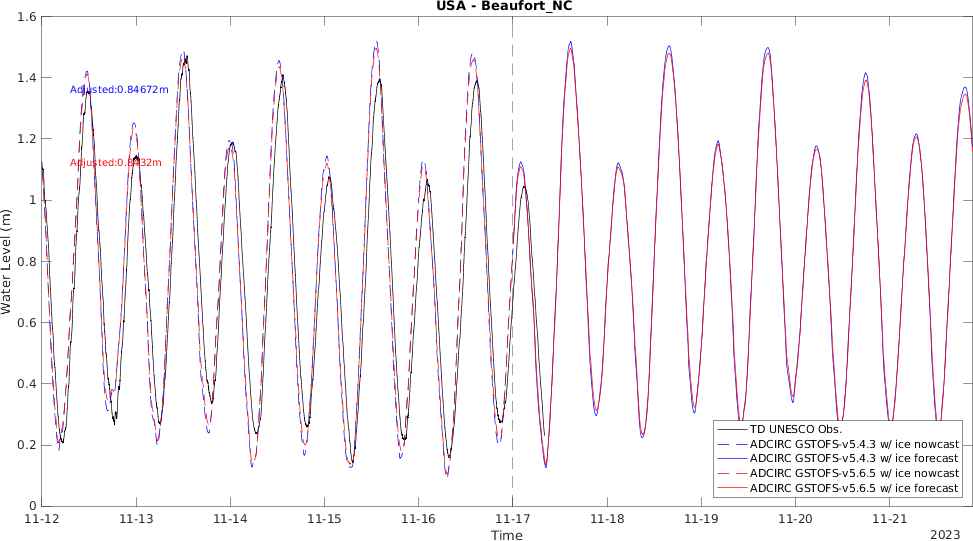 USA - Beaufort_NC
1.6
1.4
1.2
1
0.8
0.6
0.4
0.2
0
Water Level (m)
Adjusted:0.84672m
Adjusted:0.8432m
TD UNESCO Obs.
ADCIRC GSTOFS-v5.4.3 w/ ice nowcast
ADCIRC GSTOFS-v5.4.3 w/ ice forecast
ADCIRC GSTOFS-v5.6.5 w/ ice nowcast
ADCIRC GSTOFS-v5.6.5 w/ ice forecast
11-12 11-13 11-14 11-15 11-16 11-17 11-18 11-19 11-20 11-21
Time
2023